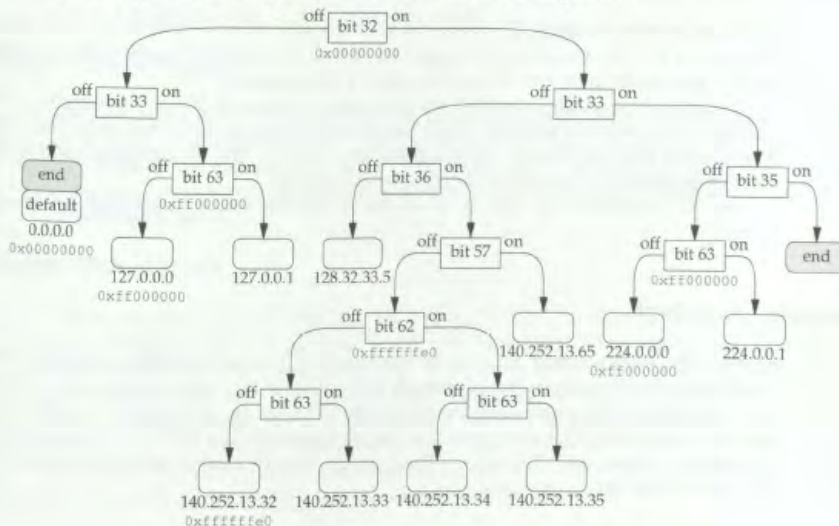 off bit 32 on
0x00000000
off bit 33 on
off bit 33 on
end
default
0.0.0.0
0x00000000
off bit 63 on
0xff000000
off bit 36 on
off bit 35 on
127.0.0.0
0xff000000
127.0.0.1
128.32.33.5
off bit 57 on
off bit 63 on
0xff000000
end
off bit 62 on
0xffffffe0
140.252.13.65
224.0.0.0
0xff000000
224.0.0.1
off bit 63 on
off bit 63 on
140.252.13.32
0xffffffe0
140.252.13.33
140.252.13.34
140.252.13.35